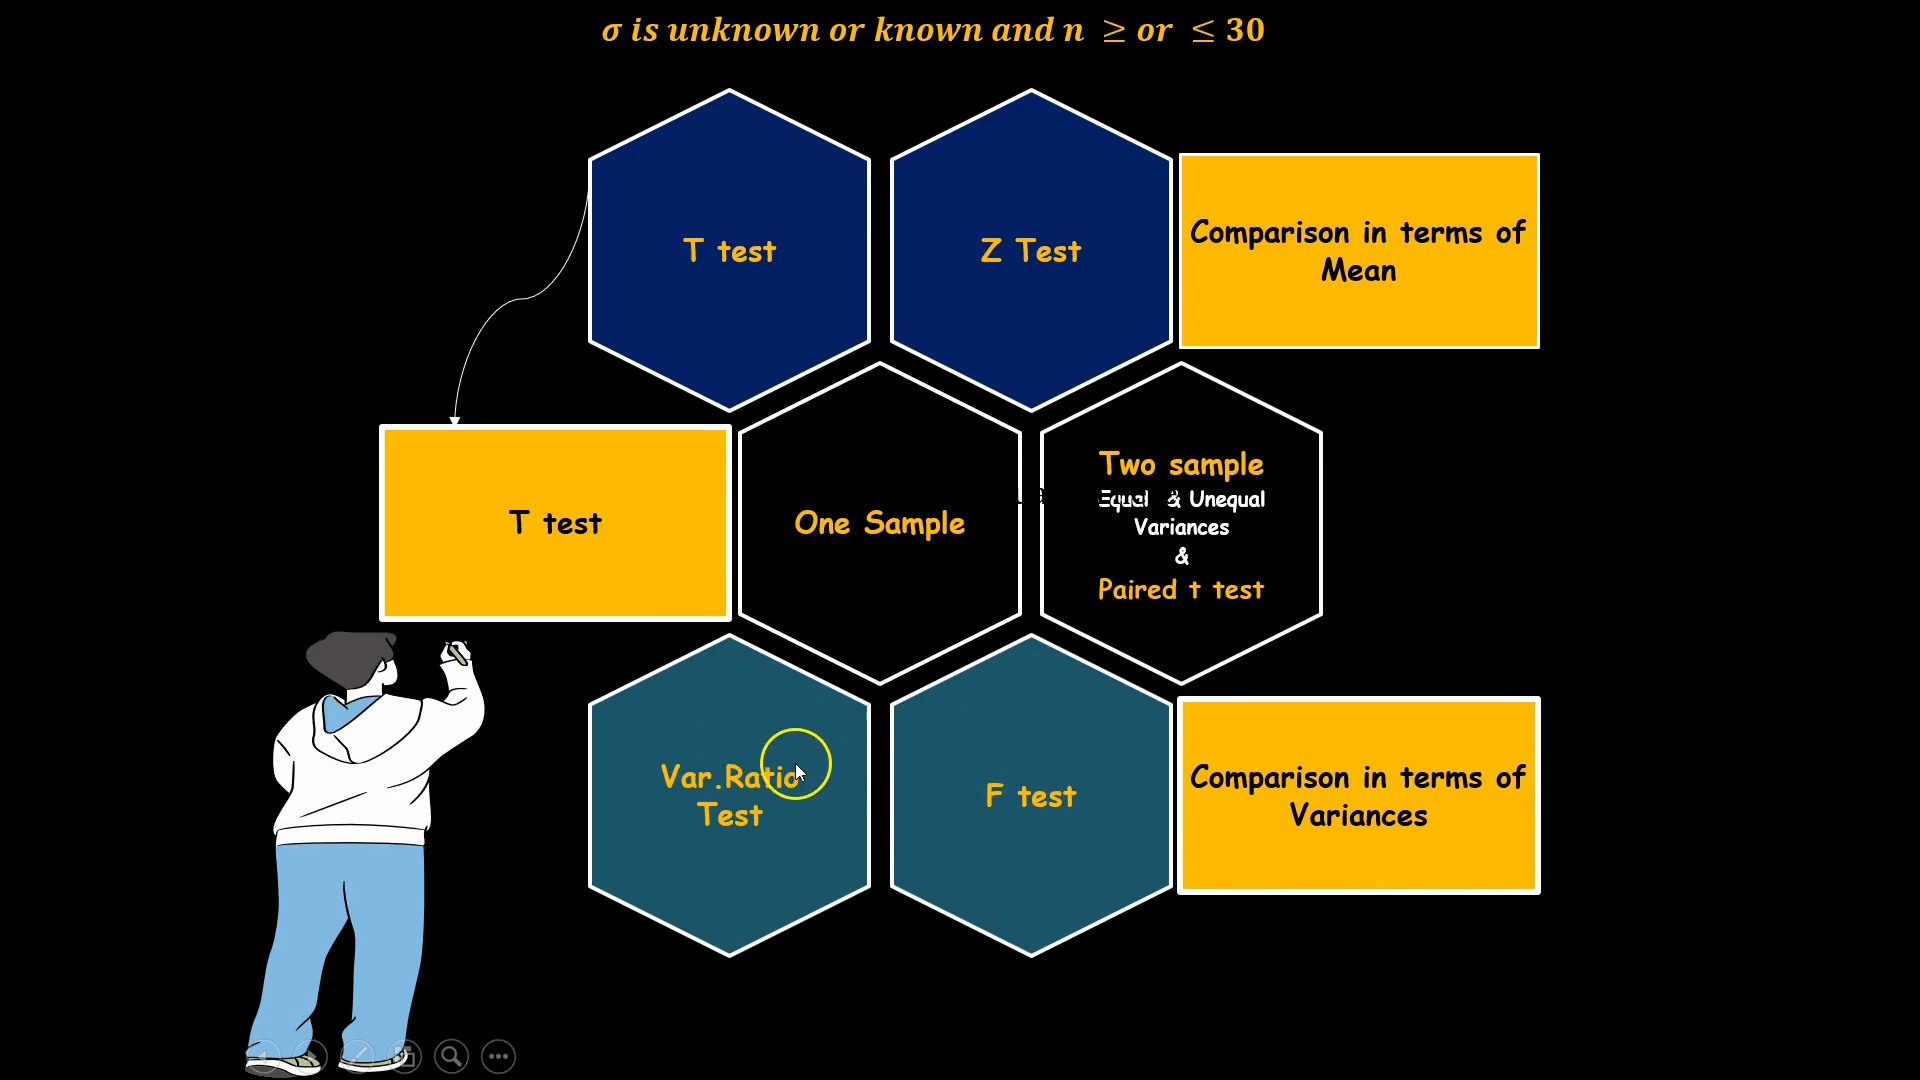 σ is unknown or known and n ≥ or ≤ 30
T test
Z Test
Comparison in terms of
Mean
T test
One Sample
Two sample
Equal & Unequal
Variances
&
Paired t test
Var.Ratio
Test
F test
Comparison in terms of
Variances